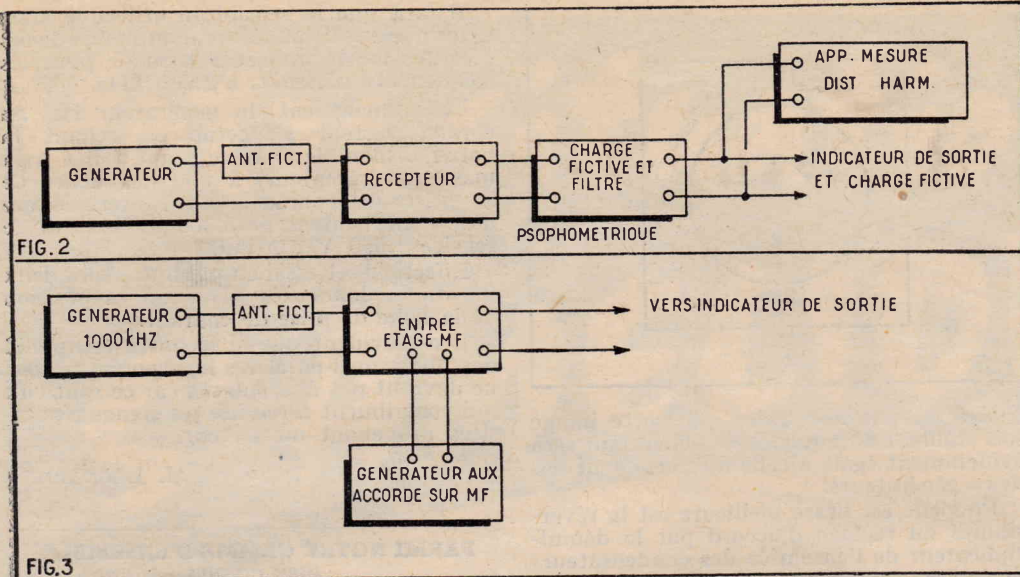 APP. MESURE
DIST HARM.
GENERATEUR
ANT. FICT.
RECEPTEUR
CHARGE
FICTIVE ET
FILTRE
PSOPHOMETRIQUE
INDICATEUR DE SORTIE
ET CHARGE FICTIVE
FIG.2
GENERATEUR
1000kHZ
ANT. FICT.
ENTREE
ETAGE MF
VERS INDICATEUR DE SORTIE
GENERATEUR AUX
ACCORDE SUR MF
FIG.3